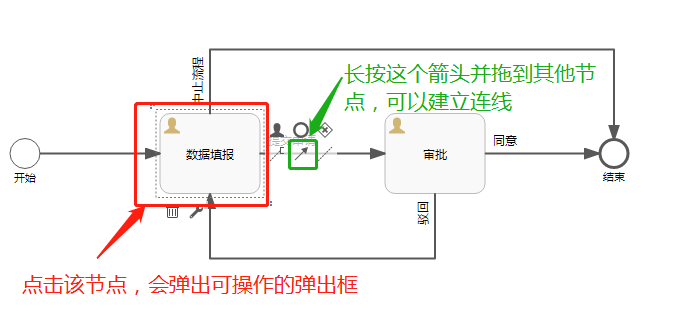 中止流程
长按这个箭头并拖到其他节
点，可以建立连线
数据填报
审批
同意
开始
结束
驳回
点击该节点，会弹出可操作的弹出框